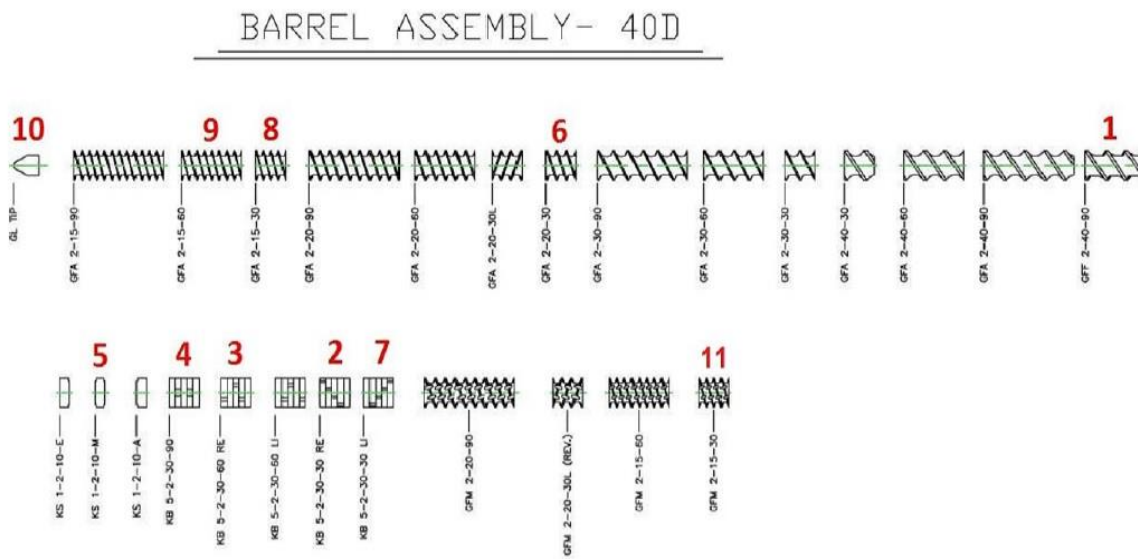 BARREL ASSEMBLY- 40D
10 9 8 6 1
GL TIP
GFA 2-15-90
GFA 2-15-60
GFA 2-15-30
GFA 2-20-90
GFA 2-20-60
GFA 2-20-30L
GFA 2-20-30
GFA 2-30-90
GFA 2-30-60
GFA 2-30-30
GFA 2-40-30
GFA 2-40-60
GFA 2-40-90
GFF 2-40-90
5 4 3 2 7 11
KS 1-2-10-E
KS 1-2-10-M
KS 1-2-10-A
KB 5-2-30-90
KB 5-2-30-60 RE
KB 5-2-30-60 LI
KB 5-2-30-30 RE
KB 5-2-30-30 LI
GFM 2-20-90
GFM 2-20-30L (REV.)
GFM 2-15-60
GFM 2-15-30